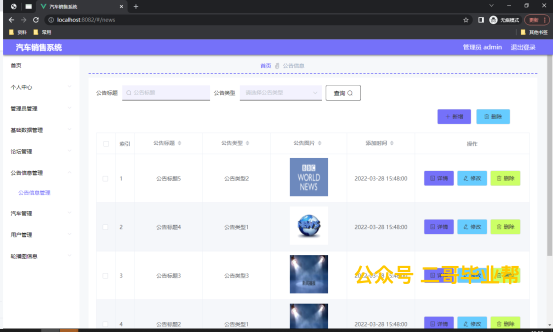 汽车销售系统
localhost:8082/#/news
无痕模式
更新
资料 常用
其他书签
汽车销售系统
管理员 admin 退出登录
首页
个人中心
管理员管理
基础数据管理
论坛管理
公告信息管理
公告信息管理
汽车管理
用户管理
轮播图信息
首页 公告信息
公告标题 公告标题 公告类型 请选择公告类型 查询
新增 删除
索引 公告标题 公告类型 公告图片 添加时间 操作
1 公告标题5 公告类型2 BBC WORLD NEWS 2022-03-28 15:48:00 详情 修改 删除
2 公告标题4 公告类型1 2022-03-28 15:48:00 详情 修改 删除
3 公告标题3 公告类型3
公众号 二哥毕业帮
4 公告标题2 公告类型1 2022-03-28 15:48:00 详情 修改 删除